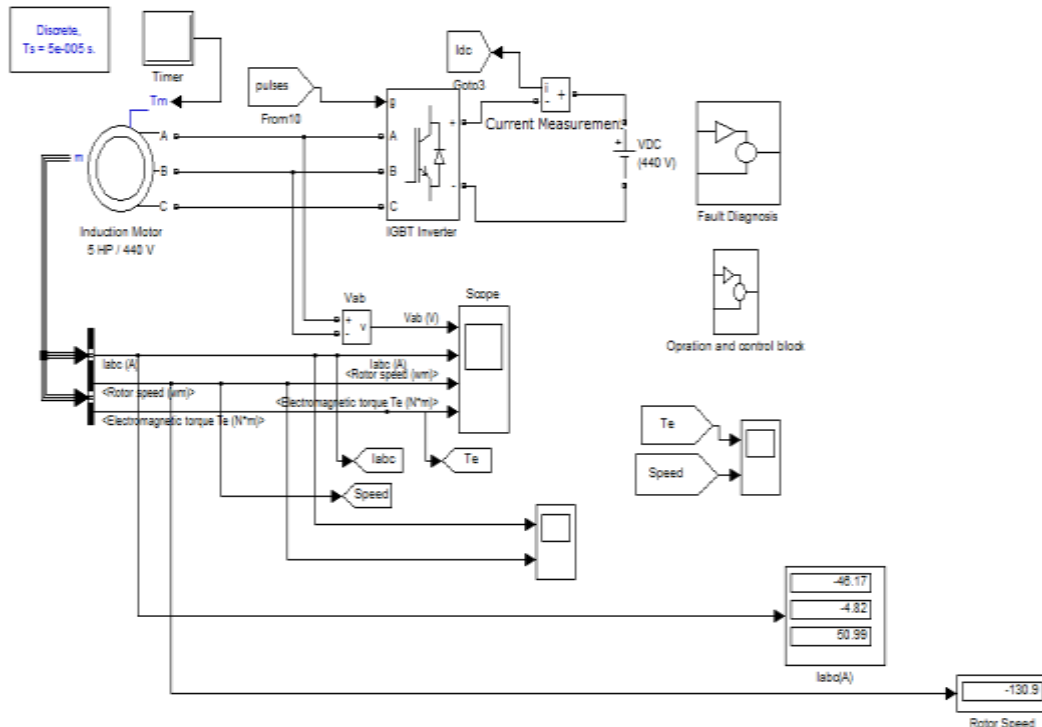 Discrete,
Ts = 5e-005 s.
Timer
Tm
pulses
From10
Idc
Goto3
i
+
-
Current Measurement
g
A
B
C
+
-
IGBT Inverter
+
VDC
(440 V)
Fault Diagnosis
m
A
B
C
Induction Motor
5 HP / 440 V
Opration and control block
Vab
+
-
v
Vab (V)
Scope
Iabc (A)
Iabc (A)
<Rotor speed (wm)>
<Rotor speed (wm)>
<Electromagnetic torque Te (N*m)>
<Electromagnetic torque Te (N*m)>
Iabc
Te
Speed
Te
Speed
-46.17
-4.82
50.99
Iabc(A)
-130.9
Rotor Speed